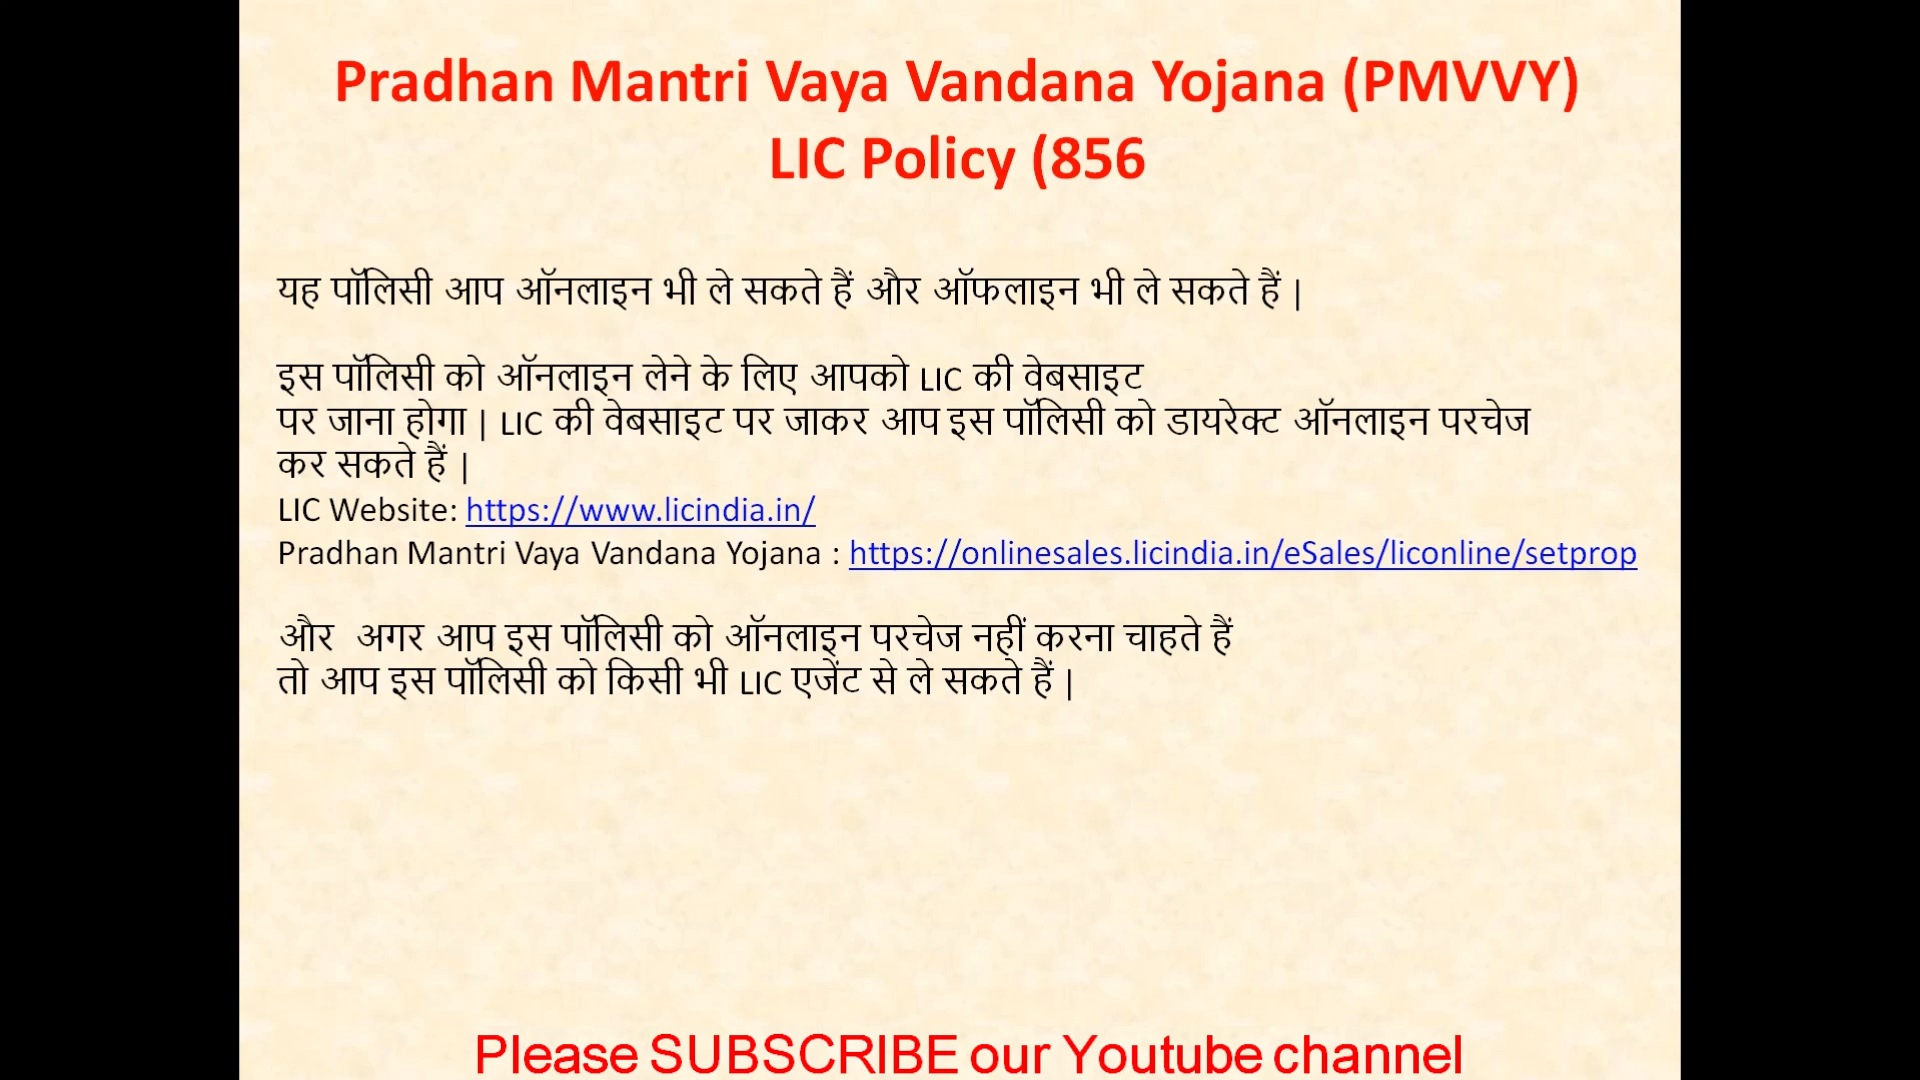 Pradhan Mantri Vaya Vandana Yojana (PMVVY)
LIC Policy (856
यह पॉलिसी आप ऑनलाइन भी ले सकते हैं और ऑफलाइन भी ले सकते हैं |
इस पॉलिसी को ऑनलाइन लेने के लिए आपको LIC की वेबसाइट
पर जाना होगा | LIC की वेबसाइट पर जाकर आप इस पॉलिसी को डायरेक्ट ऑनलाइन परचेज
कर सकते हैं |
LIC Website: https://www.licindia.in/
Pradhan Mantri Vaya Vandana Yojana : https://onlinesales.licindia.in/eSales/liconline/setprop
और अगर आप इस पॉलिसी को ऑनलाइन परचेज नहीं करना चाहते हैं
तो आप इस पॉलिसी को किसी भी LIC एजेंट से ले सकते हैं |
Please SUBSCRIBE our Youtube channel